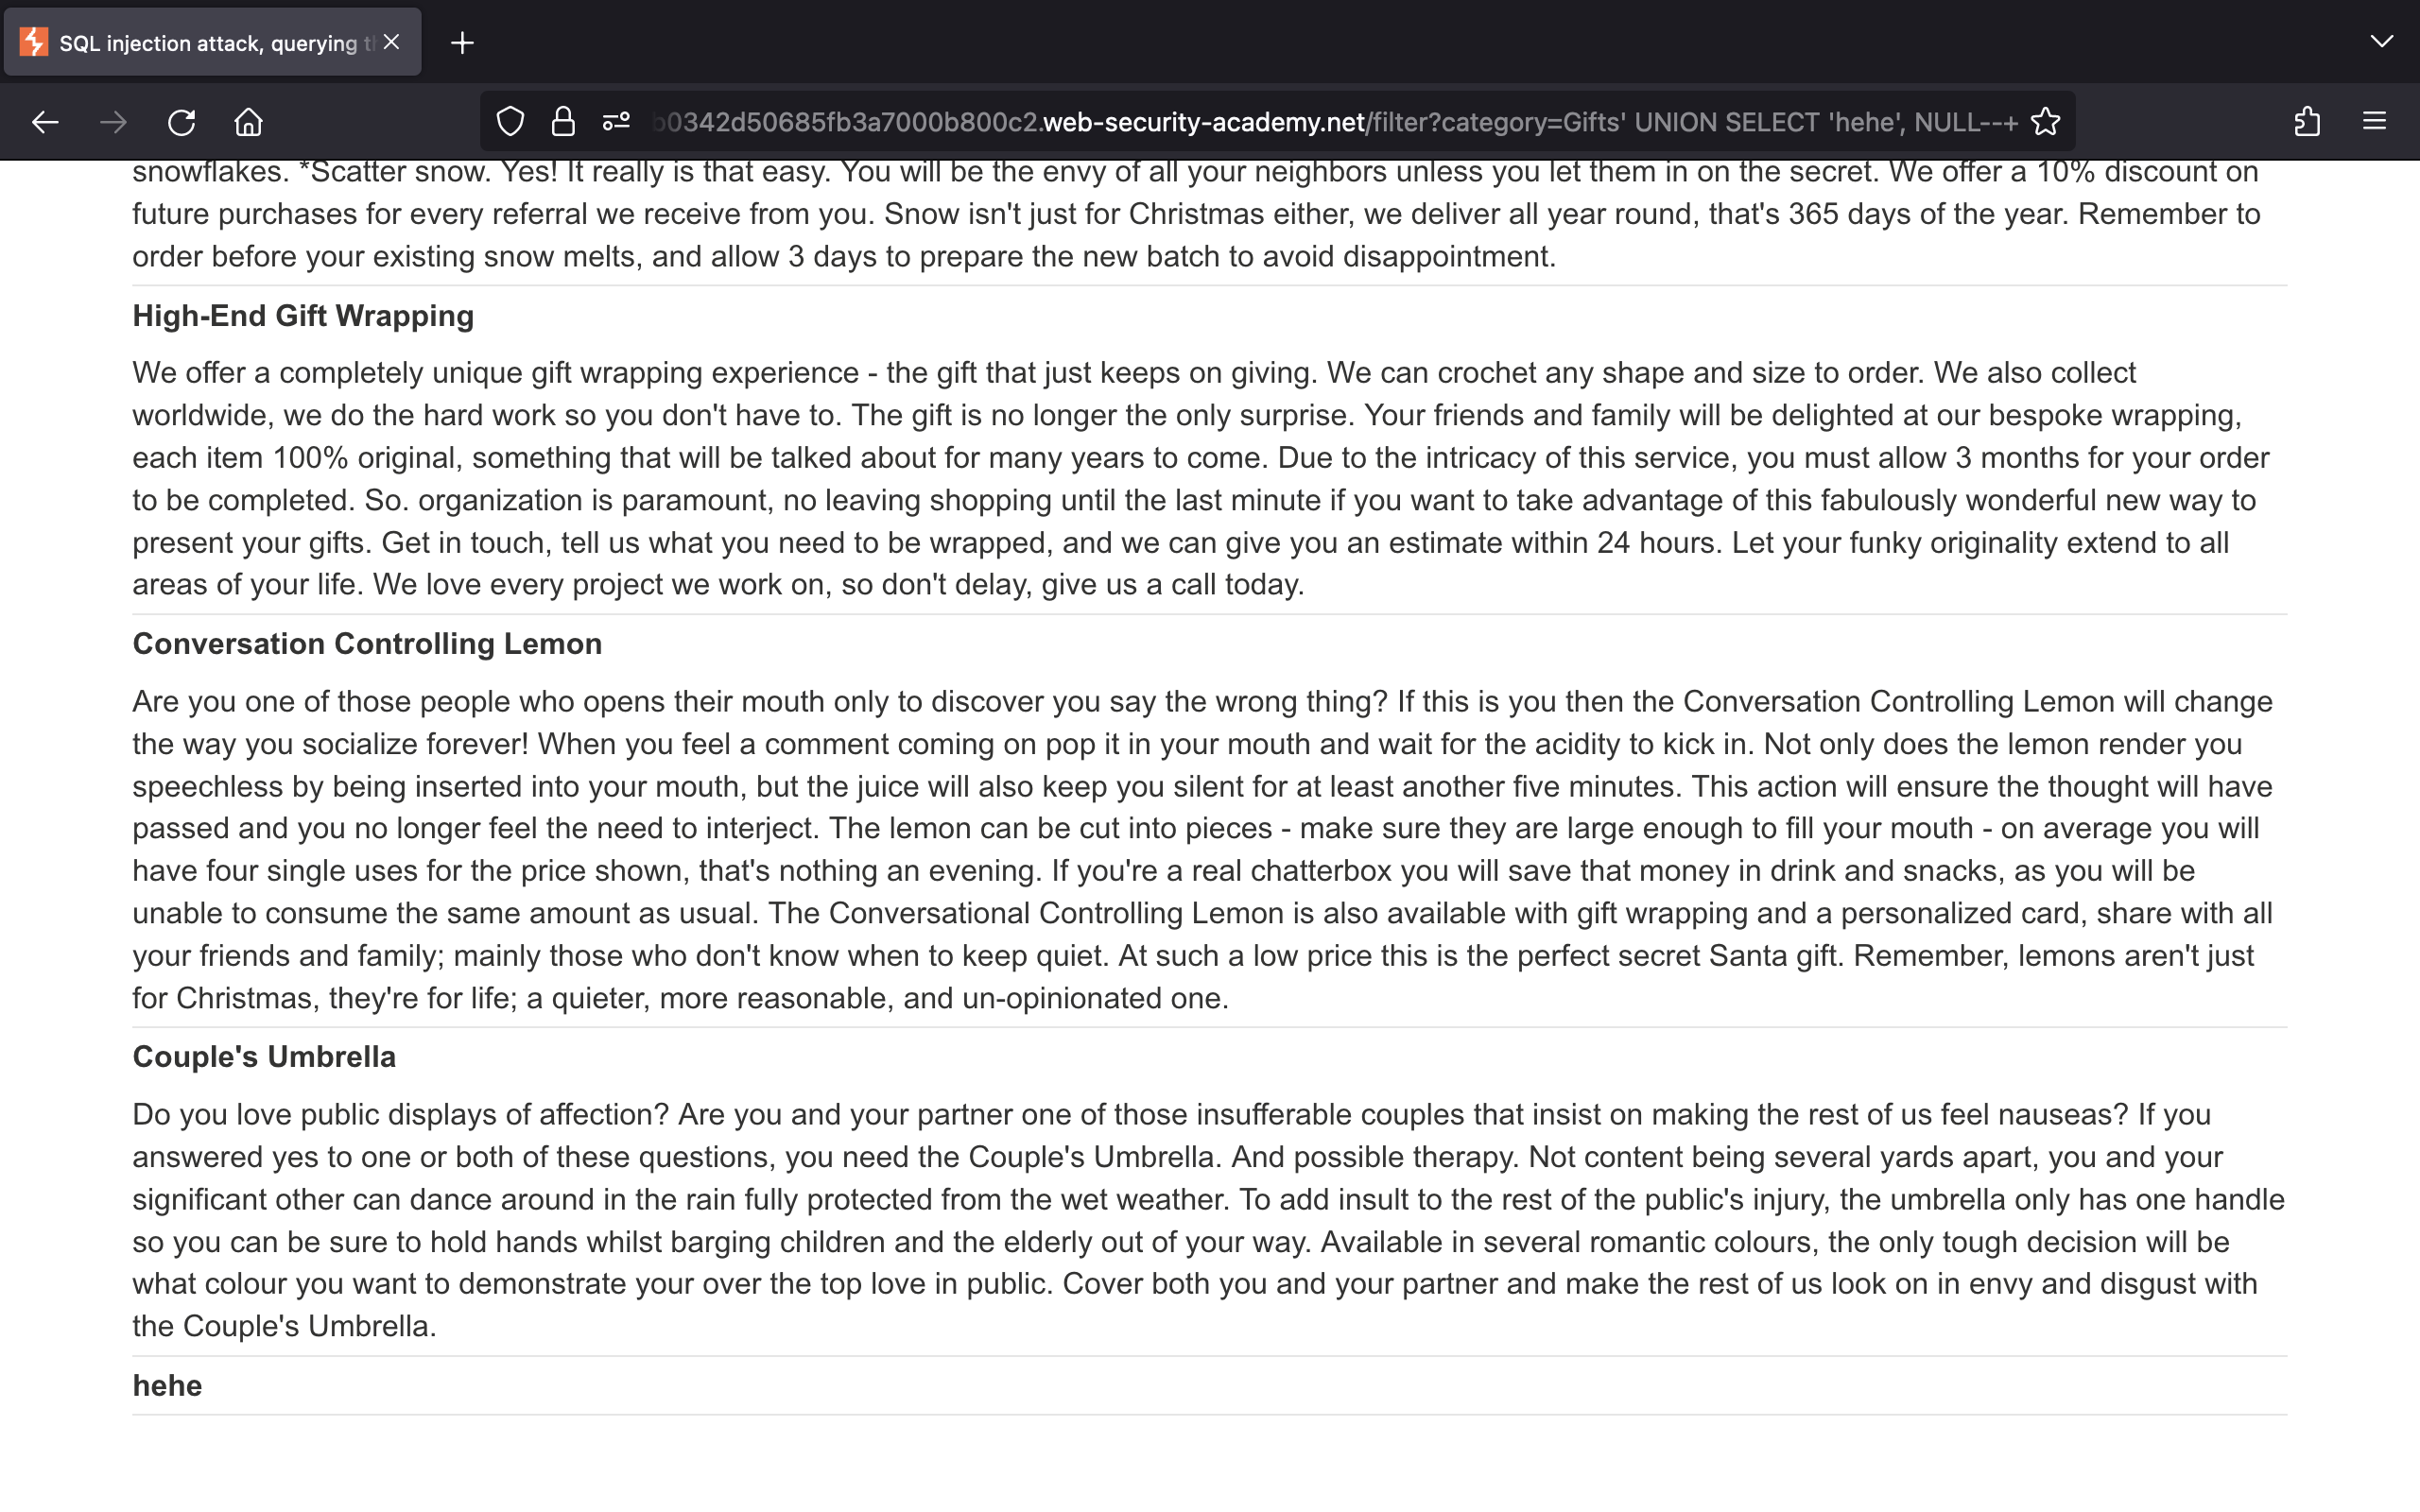 SQL injection attack, querying t
b0342d50685fb3a7000b800c2.web-security-academy.net/filter?category=Gifts' UNION SELECT 'hehe', NULL--+
snowflakes. *Scatter snow. Yes! It really is that easy. You will be the envy of all your neighbors unless you let them in on the secret. We offer a 10% discount on
future purchases for every referral we receive from you. Snow isn't just for Christmas either, we deliver all year round, that's 365 days of the year. Remember to
order before your existing snow melts, and allow 3 days to prepare the new batch to avoid disappointment.
High-End Gift Wrapping
We offer a completely unique gift wrapping experience - the gift that just keeps on giving. We can crochet any shape and size to order. We also collect
worldwide, we do the hard work so you don't have to. The gift is no longer the only surprise. Your friends and family will be delighted at our bespoke wrapping,
each item 100% original, something that will be talked about for many years to come. Due to the intricacy of this service, you must allow 3 months for your order
to be completed. So. organization is paramount, no leaving shopping until the last minute if you want to take advantage of this fabulously wonderful new way to
present your gifts. Get in touch, tell us what you need to be wrapped, and we can give you an estimate within 24 hours. Let your funky originality extend to all
areas of your life. We love every project we work on, so don't delay, give us a call today.
Conversation Controlling Lemon
Are you one of those people who opens their mouth only to discover you say the wrong thing? If this is you then the Conversation Controlling Lemon will change
the way you socialize forever! When you feel a comment coming on pop it in your mouth and wait for the acidity to kick in. Not only does the lemon render you
speechless by being inserted into your mouth, but the juice will also keep you silent for at least another five minutes. This action will ensure the thought will have
passed and you no longer feel the need to interject. The lemon can be cut into pieces - make sure they are large enough to fill your mouth - on average you will
have four single uses for the price shown, that's nothing an evening. If you're a real chatterbox you will save that money in drink and snacks, as you will be
unable to consume the same amount as usual. The Conversational Controlling Lemon is also available with gift wrapping and a personalized card, share with all
your friends and family; mainly those who don't know when to keep quiet. At such a low price this is the perfect secret Santa gift. Remember, lemons aren't just
for Christmas, they're for life; a quieter, more reasonable, and un-opinionated one.
Couple's Umbrella
Do you love public displays of affection? Are you and your partner one of those insufferable couples that insist on making the rest of us feel nauseas? If you
answered yes to one or both of these questions, you need the Couple's Umbrella. And possible therapy. Not content being several yards apart, you and your
significant other can dance around in the rain fully protected from the wet weather. To add insult to the rest of the public's injury, the umbrella only has one handle
so you can be sure to hold hands whilst barging children and the elderly out of your way. Available in several romantic colours, the only tough decision will be
what colour you want to demonstrate your over the top love in public. Cover both you and your partner and make the rest of us look on in envy and disgust with
the Couple's Umbrella.
hehe